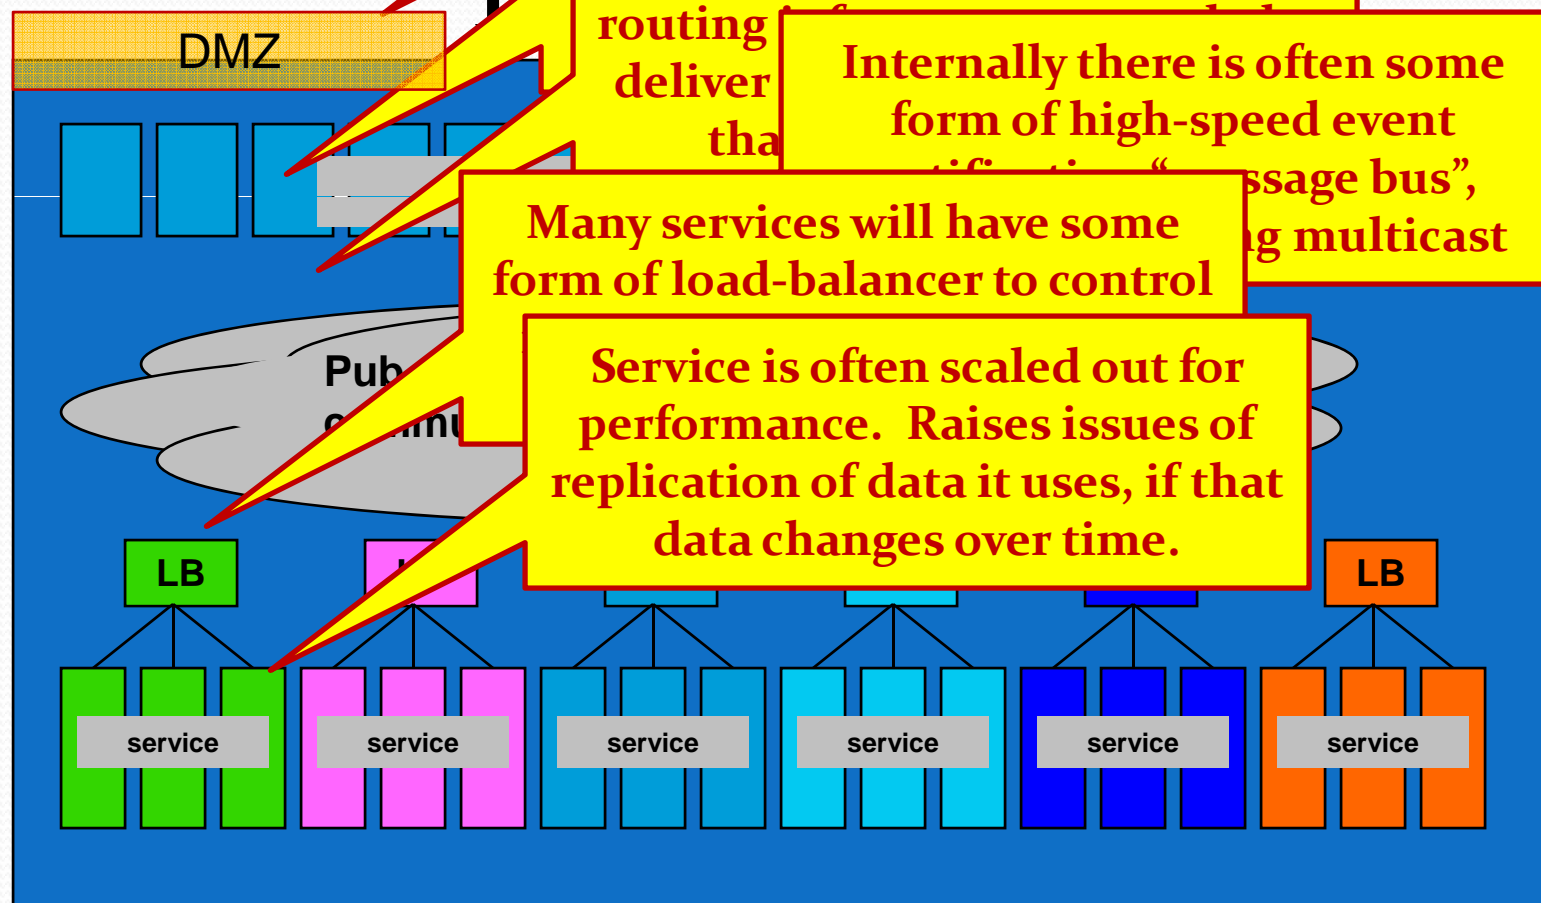 routing
DMZ
deliver
Internally there is often some
form of high-speed event
ssage bus”,
multicast
Many services will have some
form of load-balancer to control
Service is often scaled out for
performance. Raises issues of
replication of data it uses, if that
data changes over time.
Pub
LB
LB
service
service
service
service
service
service